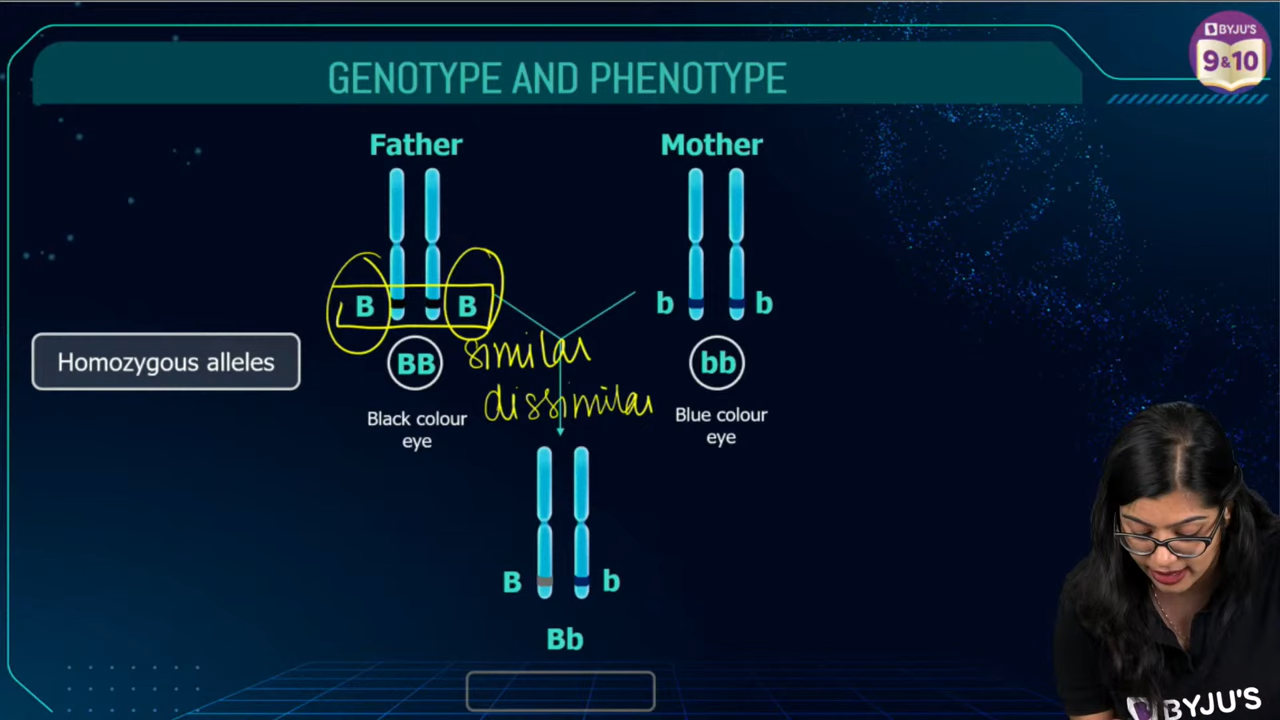 BYJU'S
9&10
GENOTYPE AND PHENOTYPE
Father
Mother
B B
b b
Homozygous alleles
BB
similar
bb
dissimilar
Black colour
eye
Blue colour
eye
B b
Bb
BYJU'S